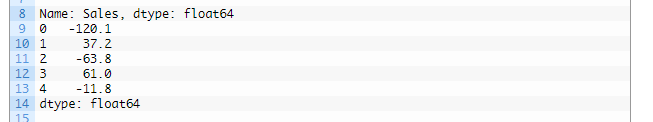 8 Name: Sales, dtype: float64
9 0   -120.1
10 1     37.2
11 2    -63.8
12 3     61.0
13 4    -11.8
14 dtype: float64
15